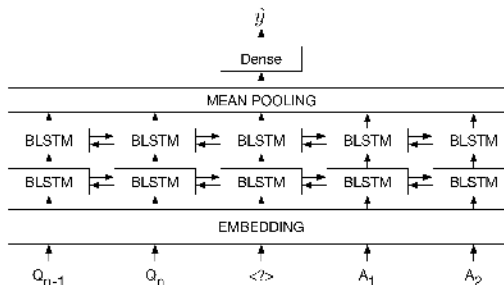 ŷ
Dense
MEAN POOLING
BLSTM BLSTM BLSTM BLSTM BLSTM
BLSTM BLSTM BLSTM BLSTM BLSTM
EMBEDDING
Qn-1 Qn <?> A1 A2